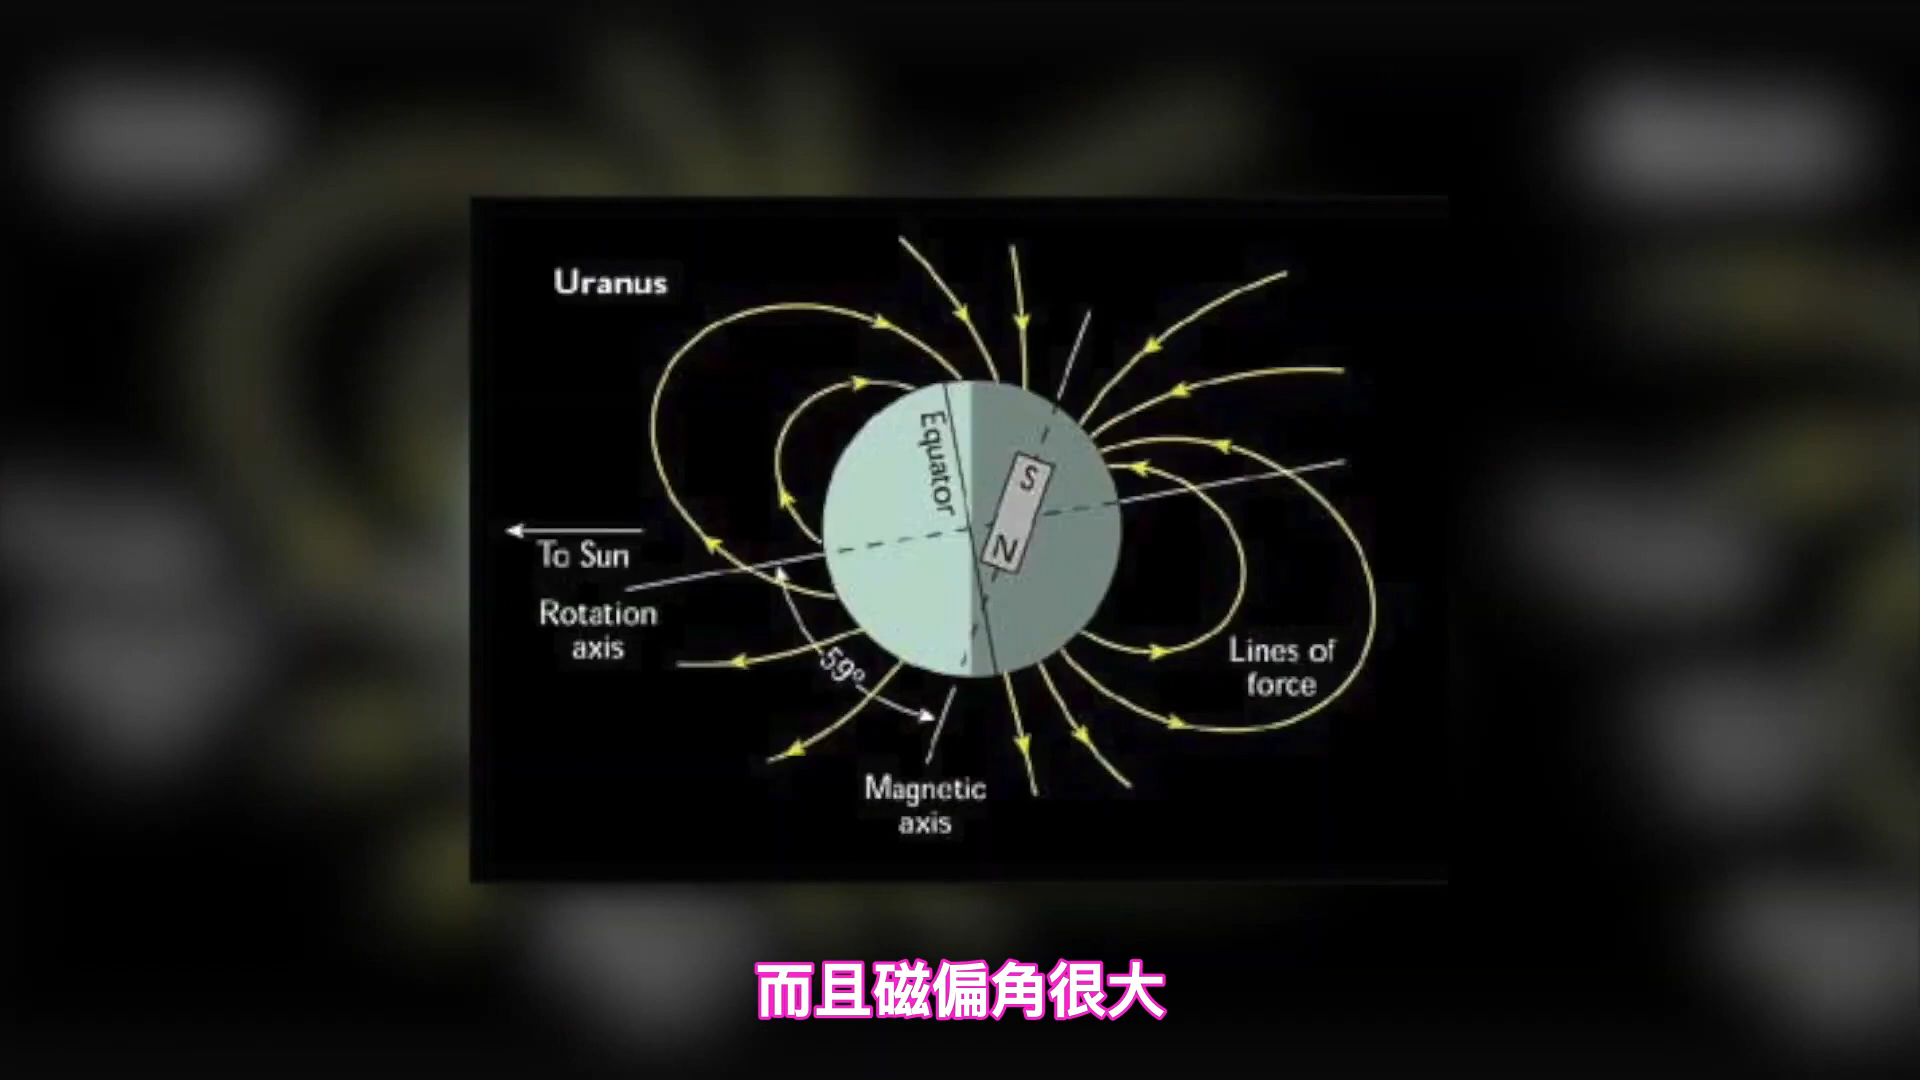 Uranus
Equator
S
N
To Sun
Rotation
axis
59°
Lines of
force
Magnetic
axis
而且磁偏角很大